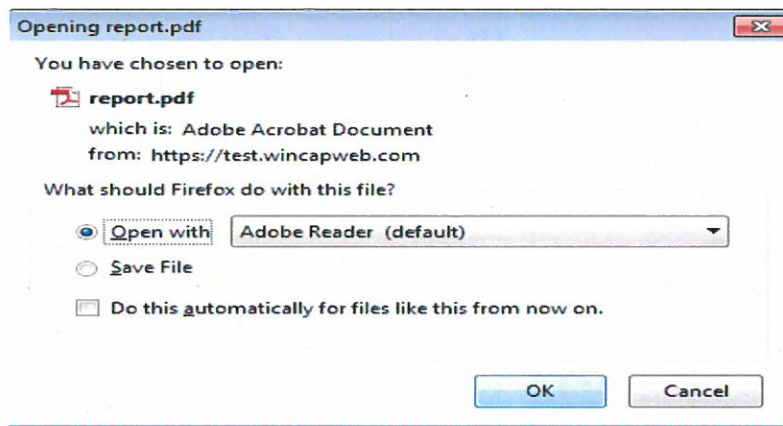 Opening report.pdf
You have chosen to open:
report.pdf
which is: Adobe Acrobat Document
from: https://test.wincapweb.com
What should Firefox do with this file?
Open with Adobe Reader (default)
Save File
Do this automatically for files like this from now on.
OK Cancel